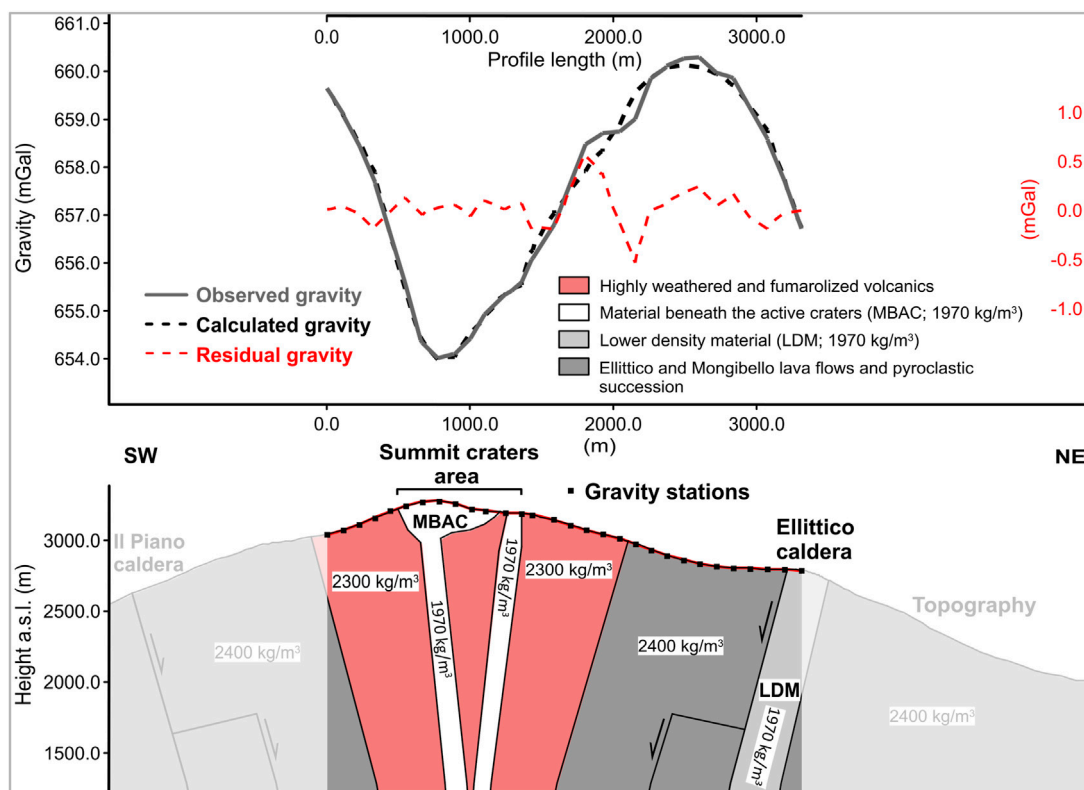 661.0
660.0
659.0
658.0
657.0
656.0
655.0
654.0
Gravity (mGal)
0.0 1000.0 2000.0 3000.0
Profile length (m)
1.0
0.5
0.0
-0.5
-1.0
(mGal)
Observed gravity
Calculated gravity
Residual gravity
Highly weathered and fumarolized volcanics
Material beneath the active craters (MBAC; 1970 kg/m³)
Lower density material (LDM; 1970 kg/m³)
Ellittico and Mongibello lava flows and pyroclastic
succession
0.0 1000.0 2000.0 3000.0
(m)
SW
NE
Summit craters
area
Gravity stations
MBAC
Ellittico
caldera
Il Piano
caldera
3000.0
2500.0
2000.0
1500.0
Height a.s.l. (m)
2300 kg/m³
1970 kg/m³
1970 kg/m³
2300 kg/m³
2400 kg/m³
2400 kg/m³
Topography
LDM
1970 kg/m³
2400 kg/m³